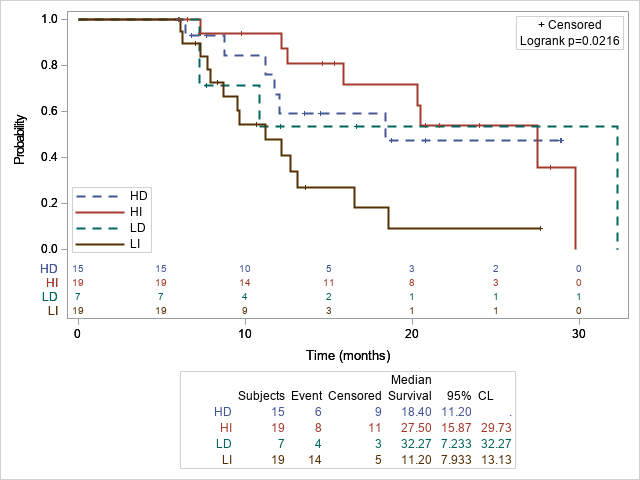 + Censored
Logrank p=0.0216
1.0
0.8
0.6
0.4
0.2
0.0
Probability
HD
HI
LD
LI
HD 15 15 10 5 3 2 0
HI 19 19 14 11 8 3 0
LD 7 7 4 2 1 1 1
LI 19 19 9 3 1 1 0
0 10 20 30
Time (months)
Median
Subjects Event Censored Survival 95% CL
HD 15 6 9 18.40 11.20 .
HI 19 8 11 27.50 15.87 29.73
LD 7 4 3 32.27 7.233 32.27
LI 19 14 5 11.20 7.933 13.13